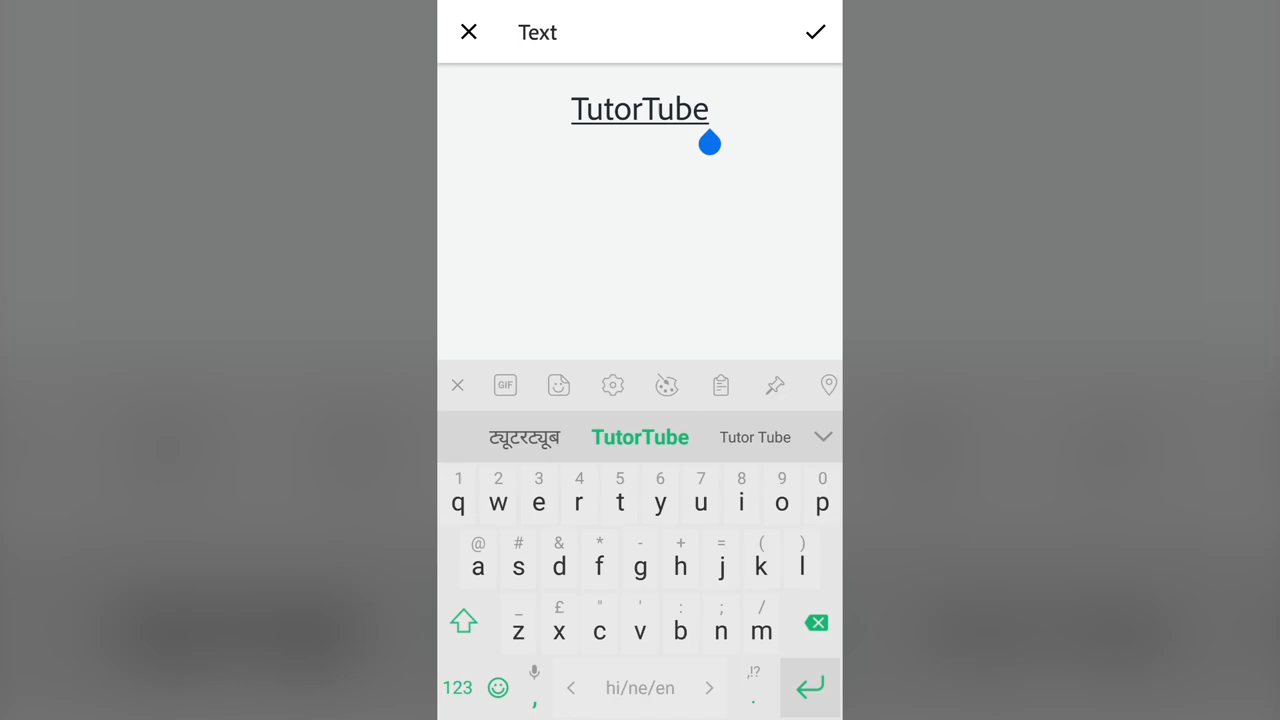 Text
TutorTube
GIF
ट्यूटरट्यूब TutorTube Tutor Tube
1 2 3 4 5 6 7 8 9 0
q w e r t y u i o p
@ # & * - + = ( )
a s d f g h j k l
_ £ " ' : ; /
z x c v b n m
,!?
123 , < hi/ne/en > .